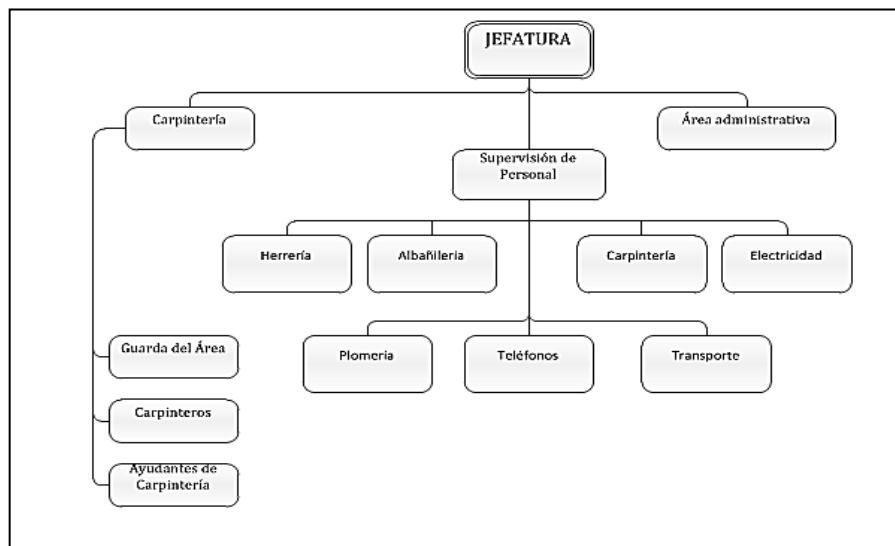 JEFATURA
Carpintería
Área administrativa
Supervisión de
Personal
Herrería
Albañileria
Carpintería
Electricidad
Plomeria
Teléfonos
Transporte
Guarda del Área
Carpinteros
Ayudantes de
Carpintería